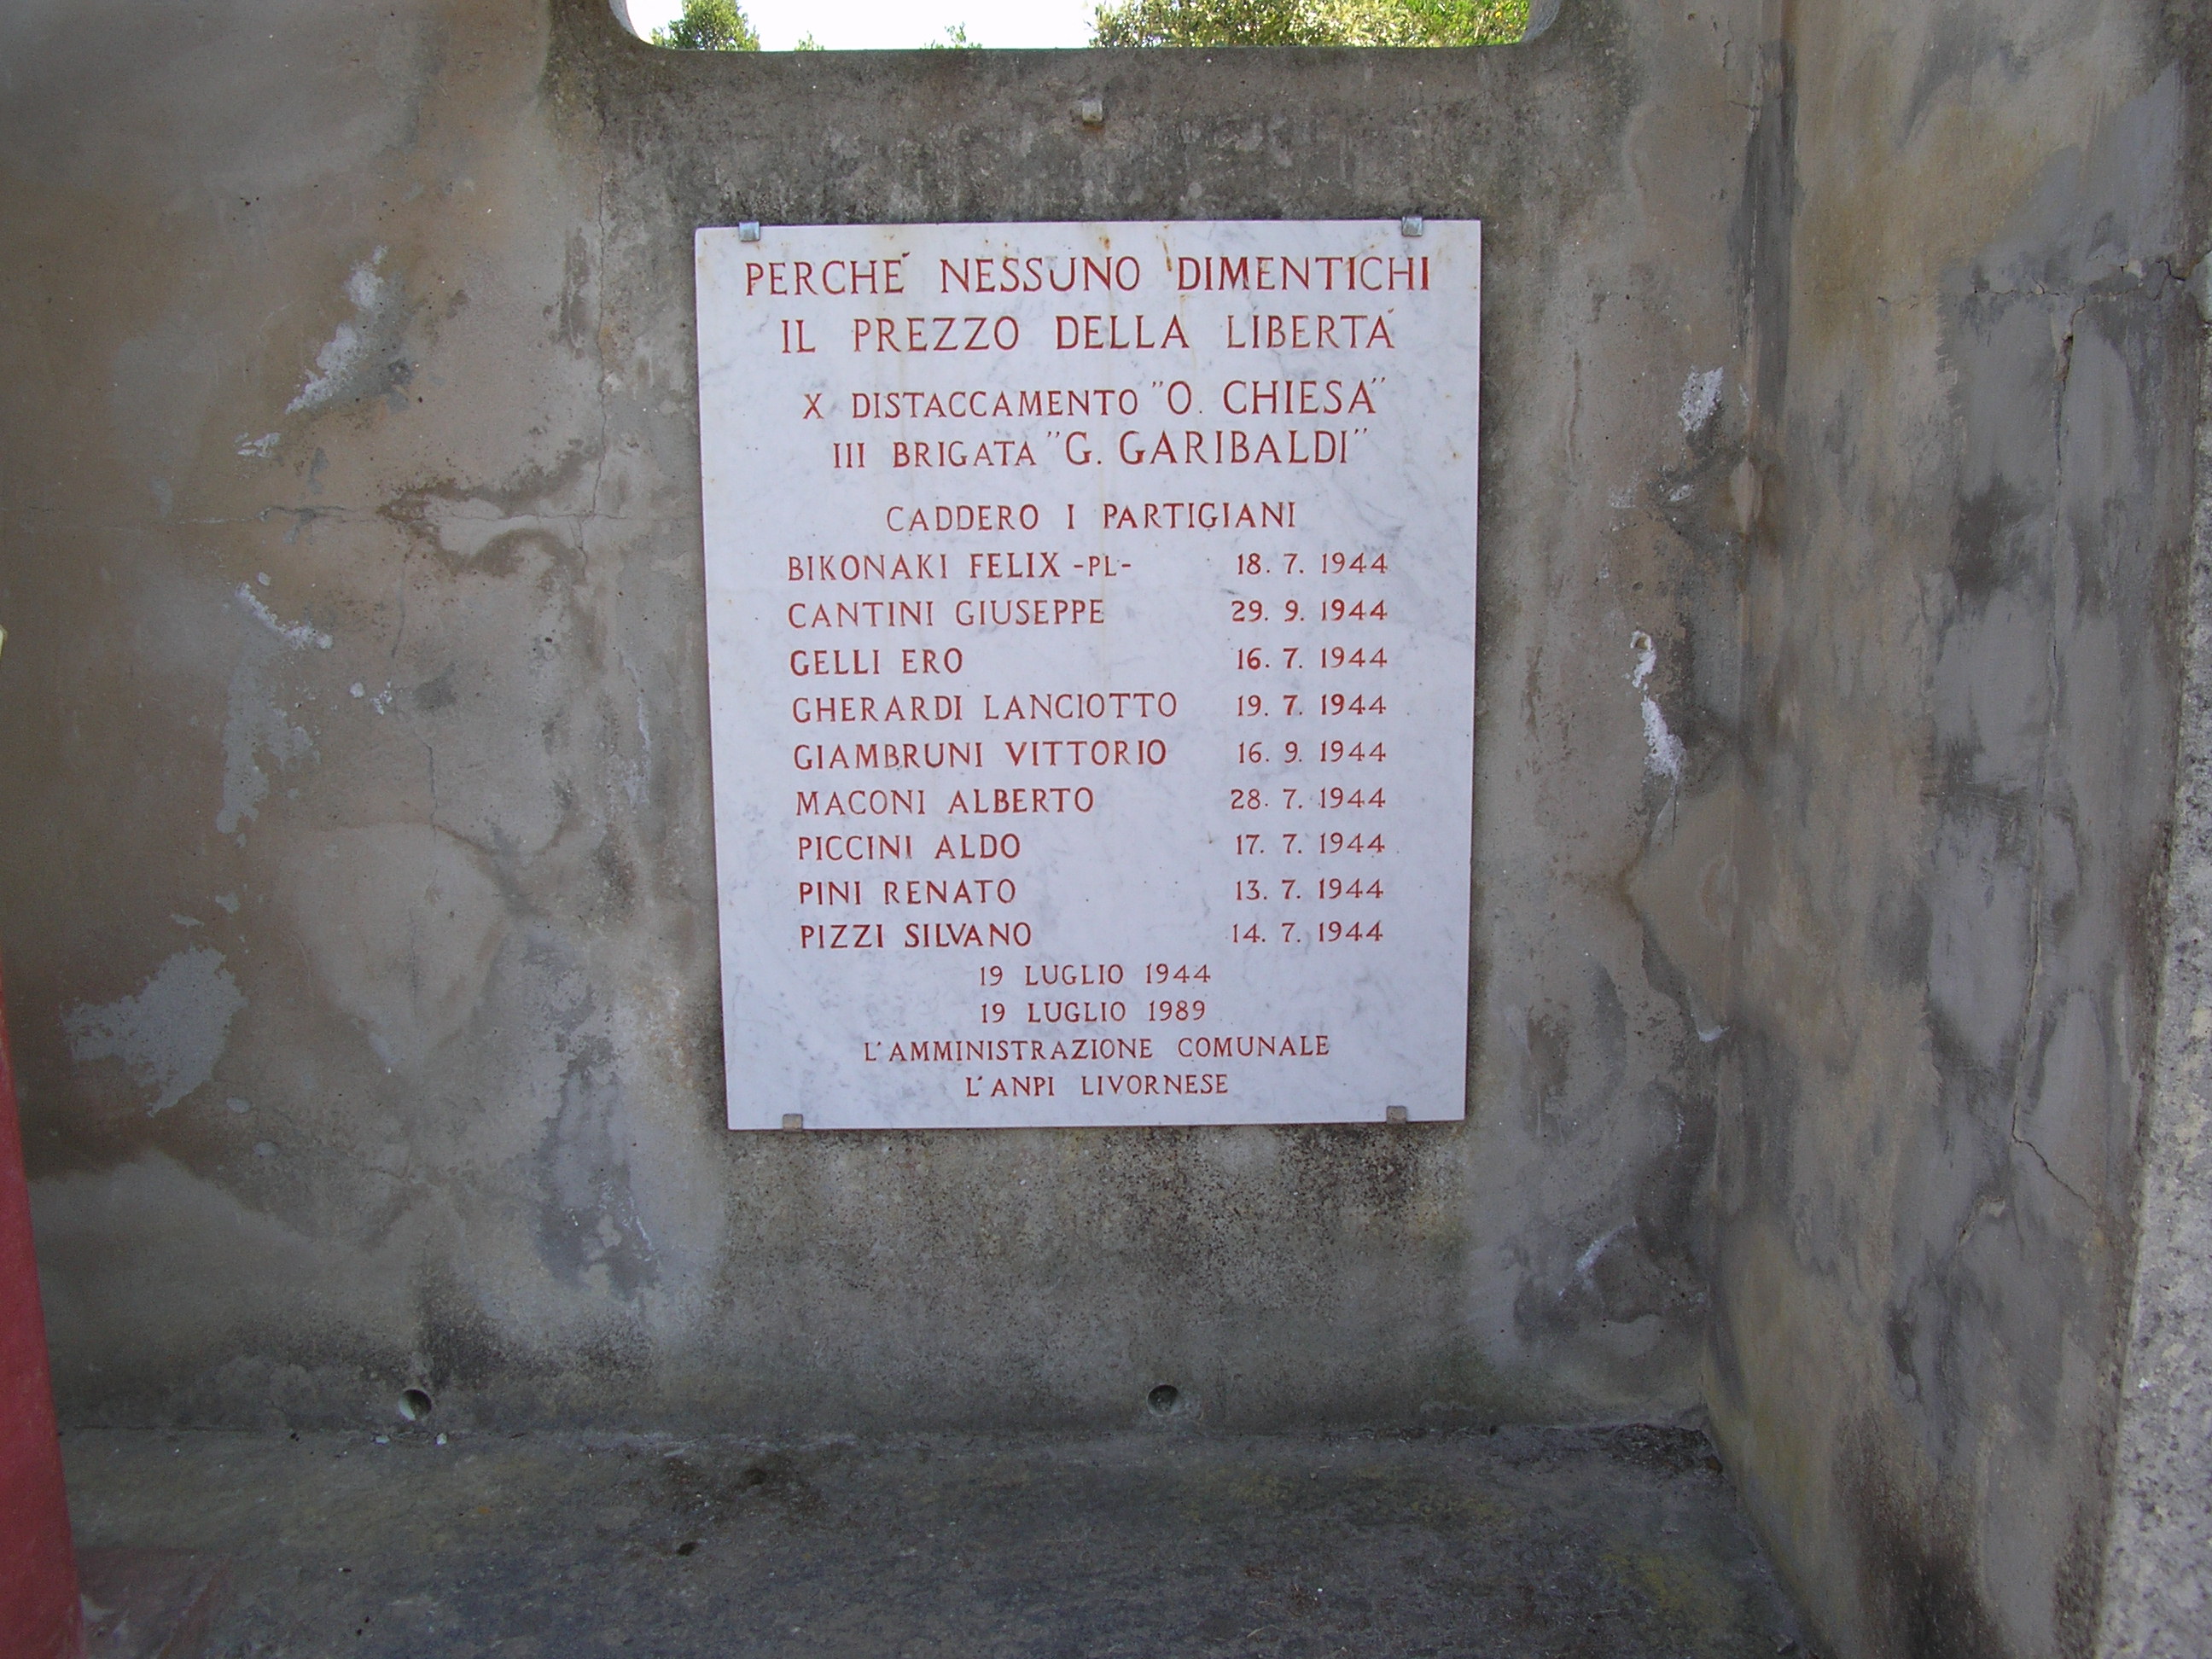 PERCHE´ NESSUNO DIMENTICHI
IL PREZZO DELLA LIBERTA´
X DISTACCAMENTO "O. CHIESA"
III BRIGATA "G. GARIBALDI"
CADDERO I PARTIGIANI
BIKONAKI FELIX -PL- 18. 7. 1944
CANTINI GIUSEPPE 29. 9. 1944
GELLI ERO 16. 7. 1944
GHERARDI LANCIOTTO 19. 7. 1944
GIAMBRUNI VITTORIO 16. 9. 1944
MACONI ALBERTO 28. 7. 1944
PICCINI ALDO 17. 7. 1944
PINI RENATO 13. 7. 1944
PIZZI SILVANO 14. 7. 1944
19 LUGLIO 1944
19 LUGLIO 1989
L'AMMINISTRAZIONE COMUNALE
L'ANPI LIVORNESE